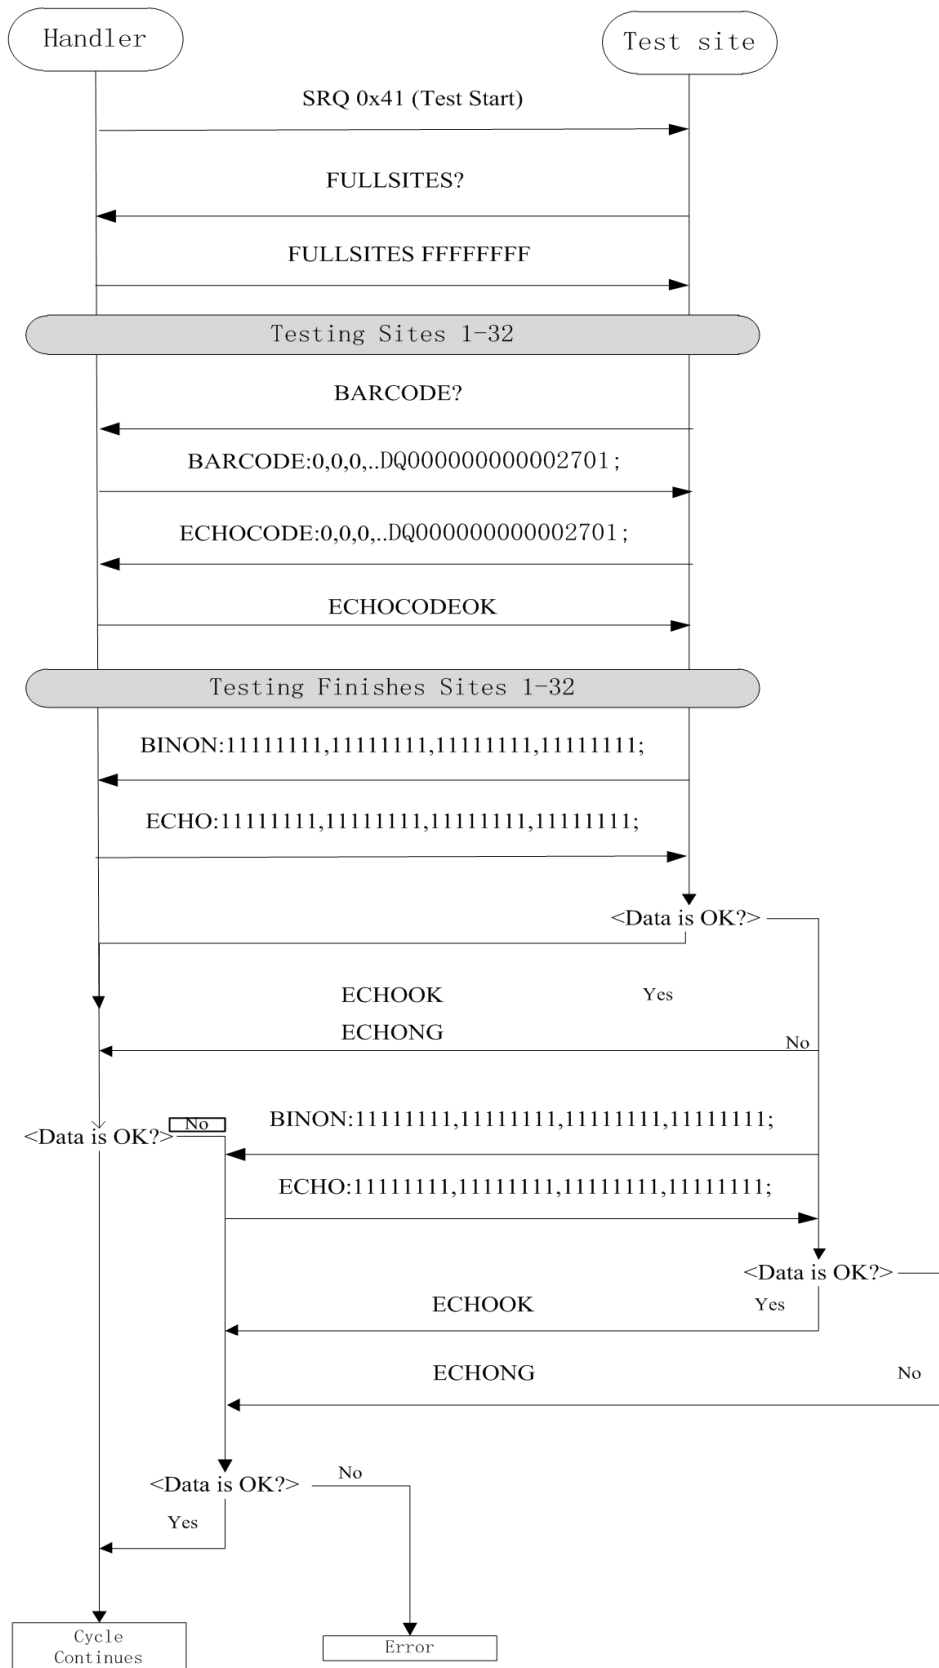 Handler
Test site
SRQ 0x41 (Test Start)
FULLSITES?
FULLSITES FFFFFFFF
Testing Sites 1-32
BARCODE?
BARCODE:0,0,0,..DQ000000000002701;
ECHOCODE:0,0,0,..DQ000000000002701;
ECHOCODEOK
Testing Finishes Sites 1-32
BINON:11111111,11111111,11111111,11111111;
ECHO:11111111,11111111,11111111,11111111;
<Data is OK?>
ECHOOK
Yes
ECHONG
No
BINON:11111111,11111111,11111111,11111111;
No
<Data is OK?>
ECHO:11111111,11111111,11111111,11111111;
<Data is OK?>
ECHOOK
Yes
ECHONG
No
<Data is OK?>
No
Yes
Cycle
Continues
Error